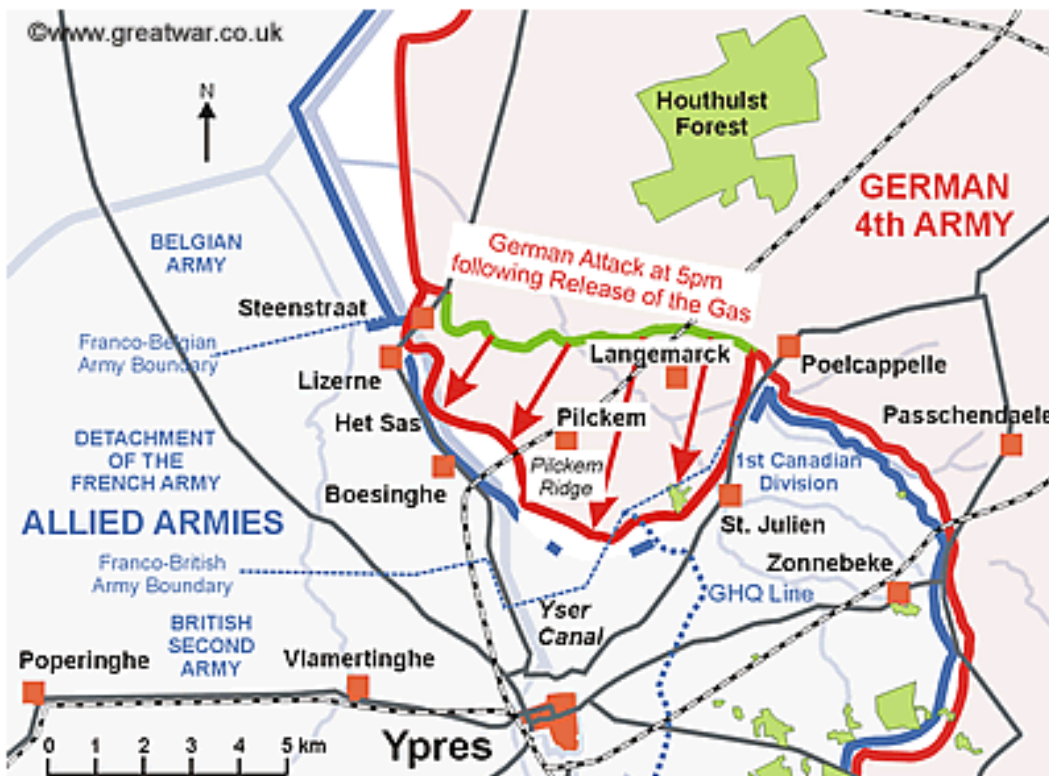 ©www.greatwar.co.uk
N
Houthulst
Forest
GERMAN
4th ARMY
BELGIAN
ARMY
German Attack at 5pm
following Release of the Gas
Steenstraat
Franco-Belgian
Army Boundary
Langemarck
Poelcappelle
Lizerne
Het Sas
Pilckem
Passchendaele
DETACHMENT
OF THE
FRENCH ARMY
Pilckem
Ridge
1st Canadian
Division
Boesinghe
ALLIED ARMIES
St. Julien
Franco-British
Army Boundary
Zonnebeke
GHQ Line
Yser
Canal
BRITISH
SECOND
ARMY
Poperinghe
Vlamertinghe
Ypres
0 1 2 3 4 5 km